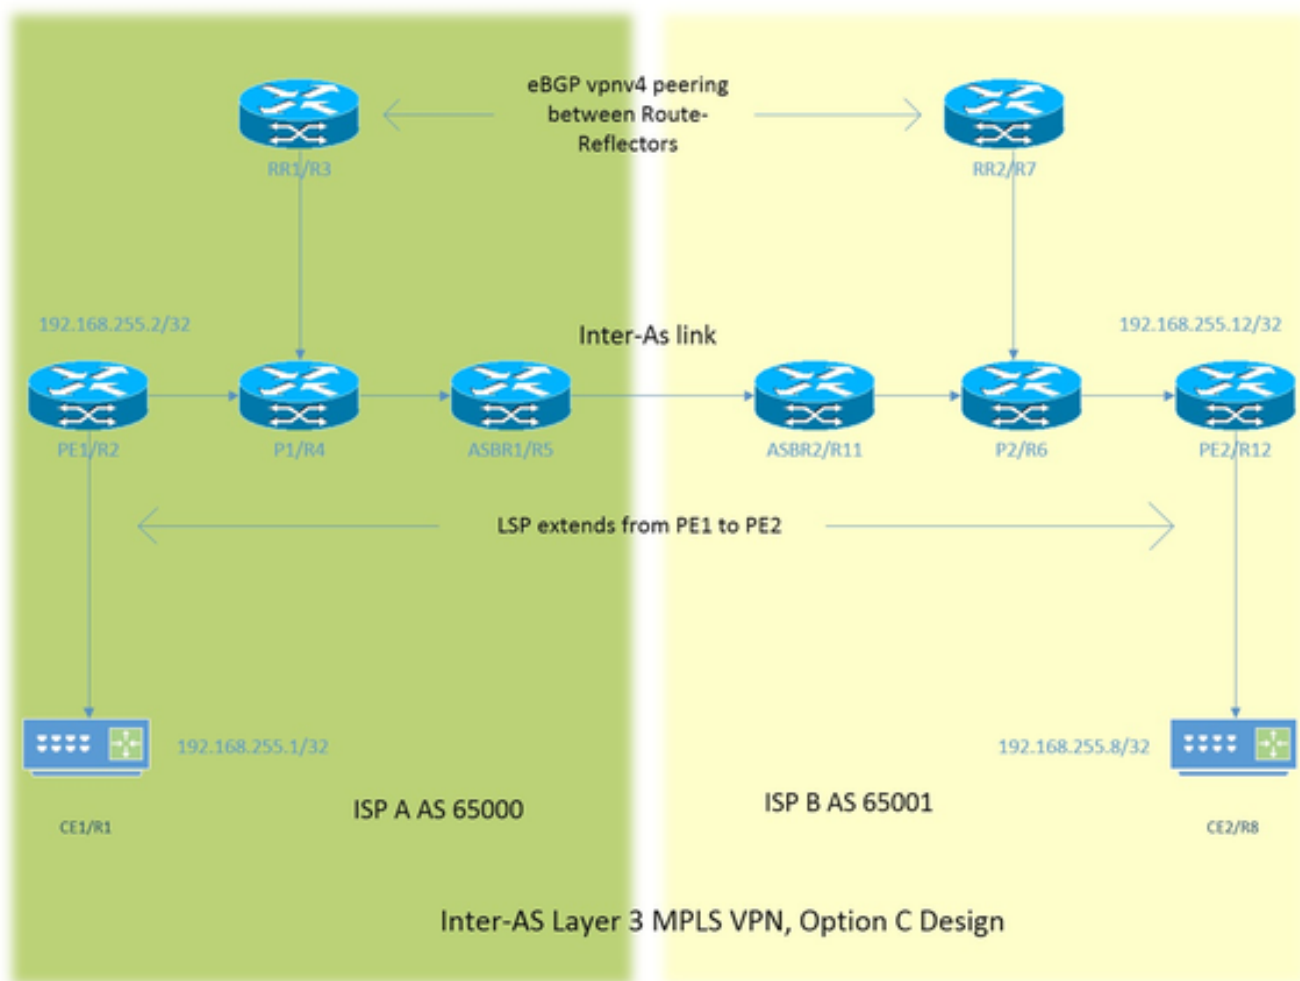 eBGP vpnv4 peering
between Route-
Reflectors
RR1/R3
RR2/R7
192.168.255.2/32
Inter-As link
192.168.255.12/32
PE1/R2
P1/R4
ASBR1/R5
ASBR2/R11
P2/R6
PE2/R12
LSP extends from PE1 to PE2
192.168.255.1/32
192.168.255.8/32
ISP A AS 65000
ISP B AS 65001
CE1/R1
CE2/R8
Inter-AS Layer 3 MPLS VPN, Option C Design